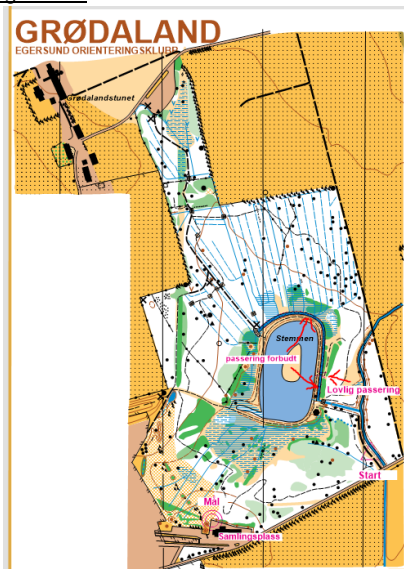 GRØDALAND
EGERSUND ORIENTERINGSKLUBB
Grødalandstunet
Stemmen
passering forbudt
Lovlig passering
Start
Mål
Samlingsplass